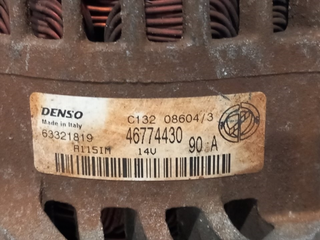 DENSO
Made in Italy
C132 08604/3
63321819
46774430
90 A
A115IM
14V